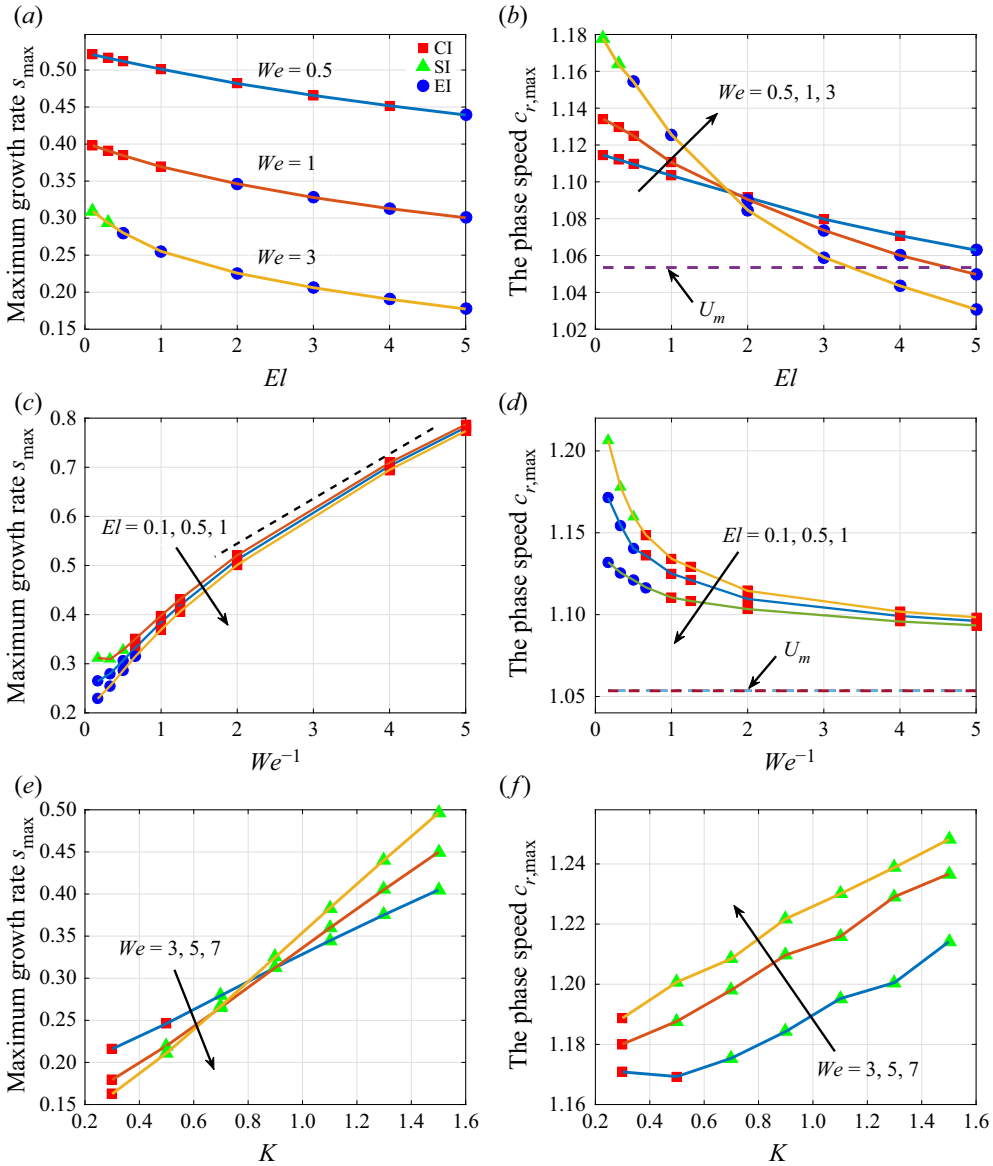 (a)
Maximum growth rate s_max
0.50
0.45
0.40
0.35
0.30
0.25
0.20
0.15
0
1
2
3
4
5
El
We = 0.5
We = 1
We = 3
CI
SI
EI
(b)
The phase speed c_r,max
1.18
1.16
1.14
1.12
1.10
1.08
1.06
1.04
1.02
0
1
2
3
4
5
El
We = 0.5, 1, 3
U_m
(c)
Maximum growth rate s_max
0.8
0.7
0.6
0.5
0.4
0.3
0.2
0
1
2
3
4
5
We⁻¹
El = 0.1, 0.5, 1
(d)
The phase speed c_r,max
1.20
1.15
1.10
1.05
0
1
2
3
4
5
We⁻¹
El = 0.1, 0.5, 1
U_m
(e)
Maximum growth rate s_max
0.50
0.45
0.40
0.35
0.30
0.25
0.20
0.15
0.2
0.4
0.6
0.8
1.0
1.2
1.4
1.6
K
We = 3, 5, 7
(f)
The phase speed c_r,max
1.24
1.22
1.20
1.18
1.16
0.2
0.4
0.6
0.8
1.0
1.2
1.4
1.6
K
We = 3, 5, 7